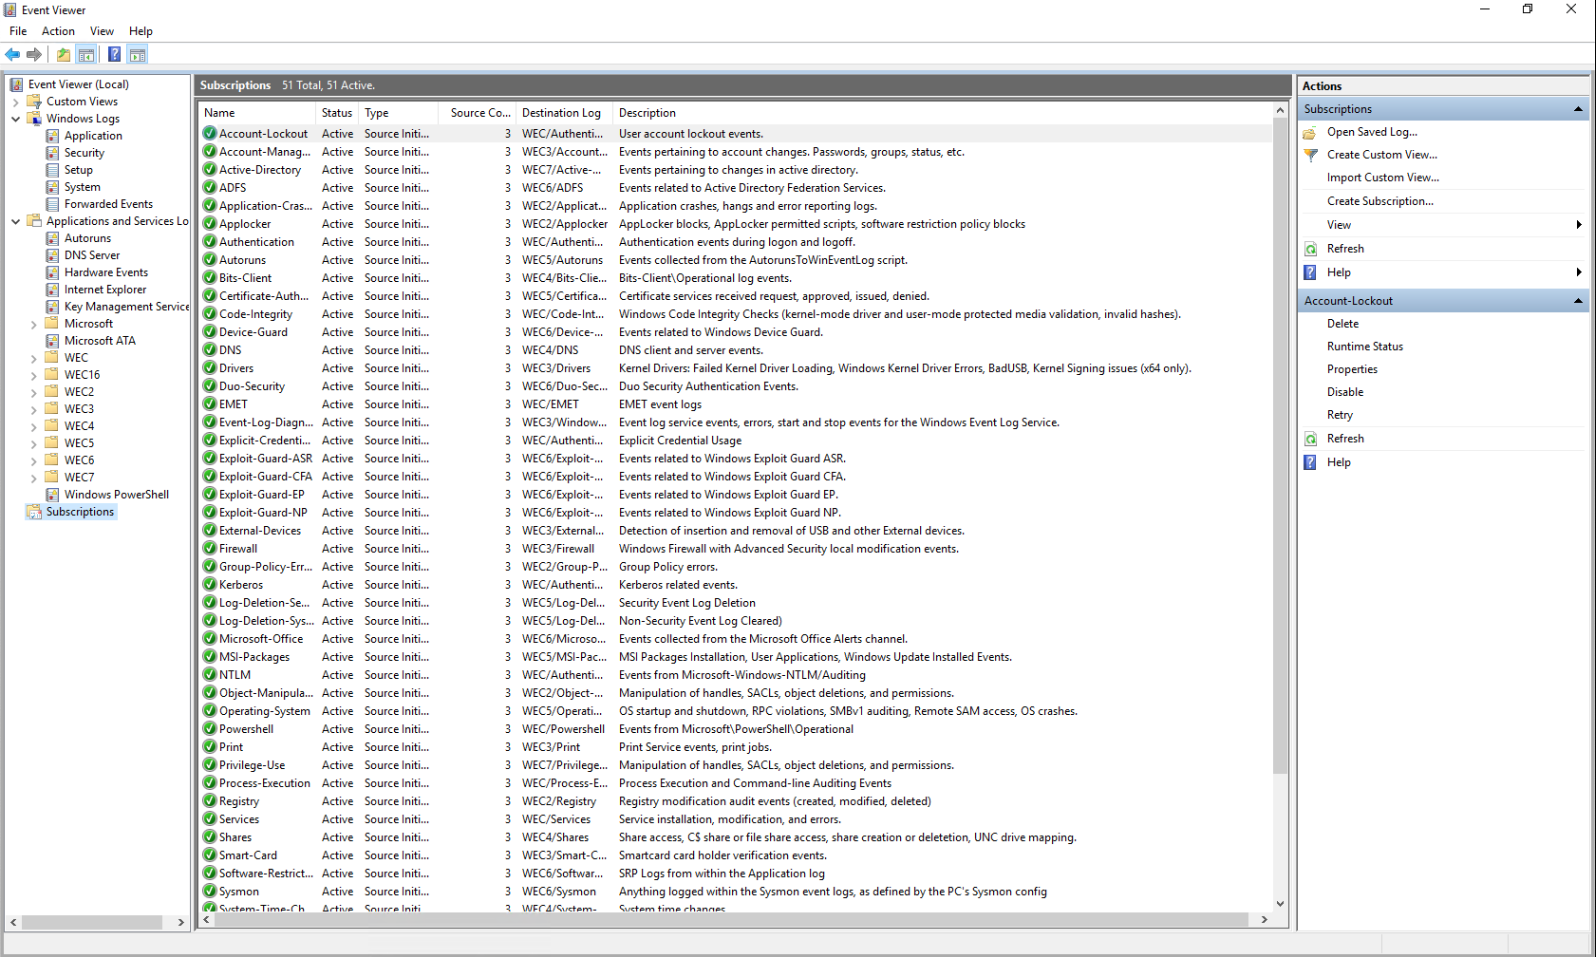 Event Viewer
File Action View Help
Event Viewer (Local)
Custom Views
Windows Logs
Application
Security
Setup
System
Forwarded Events
Applications and Services Lo
Autoruns
DNS Server
Hardware Events
Internet Explorer
Key Management Service
Microsoft
Microsoft ATA
WEC
WEC16
WEC2
WEC3
WEC4
WEC5
WEC6
WEC7
Windows PowerShell
Subscriptions
Subscriptions 51 Total, 51 Active.
Name Status Type Source Co... Destination Log Description
Account-Lockout Active Source Initi... 3 WEC/Authenti... User account lockout events.
Account-Manag... Active Source Initi... 3 WEC3/Account... Events pertaining to account changes. Passwords, groups, status, etc.
Active-Directory Active Source Initi... 3 WEC7/Active-... Events pertaining to changes in active directory.
ADFS Active Source Initi... 3 WEC6/ADFS Events related to Active Directory Federation Services.
Application-Cras... Active Source Initi... 3 WEC2/Applicat... Application crashes, hangs and error reporting logs.
Applocker Active Source Initi... 3 WEC2/Applocker AppLocker blocks, AppLocker permitted scripts, software restriction policy blocks
Authentication Active Source Initi... 3 WEC/Authenti... Authentication events during logon and logoff.
Autoruns Active Source Initi... 3 WEC5/Autoruns Events collected from the AutorunsToWinEventLog script.
Bits-Client Active Source Initi... 3 WEC4/Bits-Clie... Bits-Client\Operational log events.
Certificate-Auth... Active Source Initi... 3 WEC5/Certifica... Certificate services received request, approved, issued, denied.
Code-Integrity Active Source Initi... 3 WEC/Code-Int... Windows Code Integrity Checks (kernel-mode driver and user-mode protected media validation, invalid hashes).
Device-Guard Active Source Initi... 3 WEC6/Device-... Events related to Windows Device Guard.
DNS Active Source Initi... 3 WEC4/DNS DNS client and server events.
Drivers Active Source Initi... 3 WEC3/Drivers Kernel Drivers: Failed Kernel Driver Loading, Windows Kernel Driver Errors, BadUSB, Kernel Signing issues (x64 only).
Duo-Security Active Source Initi... 3 WEC6/Duo-Sec... Duo Security Authentication Events.
EMET Active Source Initi... 3 WEC/EMET EMET event logs
Event-Log-Diagn... Active Source Initi... 3 WEC3/Window... Event log service events, errors, start and stop events for the Windows Event Log Service.
Explicit-Credenti... Active Source Initi... 3 WEC/Authenti... Explicit Credential Usage
Exploit-Guard-ASR Active Source Initi... 3 WEC6/Exploit-... Events related to Windows Exploit Guard ASR.
Exploit-Guard-CFA Active Source Initi... 3 WEC6/Exploit-... Events related to Windows Exploit Guard CFA.
Exploit-Guard-EP Active Source Initi... 3 WEC6/Exploit-... Events related to Windows Exploit Guard EP.
Exploit-Guard-NP Active Source Initi... 3 WEC6/Exploit-... Events related to Windows Exploit Guard NP.
External-Devices Active Source Initi... 3 WEC3/External... Detection of insertion and removal of USB and other External devices.
Firewall Active Source Initi... 3 WEC3/Firewall Windows Firewall with Advanced Security local modification events.
Group-Policy-Err... Active Source Initi... 3 WEC2/Group-P... Group Policy errors.
Kerberos Active Source Initi... 3 WEC/Authenti... Kerberos related events.
Log-Deletion-Se... Active Source Initi... 3 WEC5/Log-Del... Security Event Log Deletion
Log-Deletion-Sys... Active Source Initi... 3 WEC5/Log-Del... Non-Security Event Log Cleared)
Microsoft-Office Active Source Initi... 3 WEC6/Microso... Events collected from the Microsoft Office Alerts channel.
MSI-Packages Active Source Initi... 3 WEC5/MSI-Pac... MSI Packages Installation, User Applications, Windows Update Installed Events.
NTLM Active Source Initi... 3 WEC/Authenti... Events from Microsoft-Windows-NTLM/Auditing
Object-Manipula... Active Source Initi... 3 WEC2/Object-... Manipulation of handles, SACLs, object deletions, and permissions.
Operating-System Active Source Initi... 3 WEC5/Operati... OS startup and shutdown, RPC violations, SMBv1 auditing, Remote SAM access, OS crashes.
Powershell Active Source Initi... 3 WEC/Powershell Events from Microsoft\PowerShell\Operational
Print Active Source Initi... 3 WEC3/Print Print Service events, print jobs.
Privilege-Use Active Source Initi... 3 WEC7/Privilege... Manipulation of handles, SACLs, object deletions, and permissions.
Process-Execution Active Source Initi... 3 WEC/Process-E... Process Execution and Command-line Auditing Events
Registry Active Source Initi... 3 WEC2/Registry Registry modification audit events (created, modified, deleted)
Services Active Source Initi... 3 WEC/Services Service installation, modification, and errors.
Shares Active Source Initi... 3 WEC4/Shares Share access, C$ share or file share access, share creation or deletetion, UNC drive mapping.
Smart-Card Active Source Initi... 3 WEC3/Smart-C... Smartcard card holder verification events.
Software-Restrict... Active Source Initi... 3 WEC6/Softwar... SRP Logs from within the Application log
Sysmon Active Source Initi... 3 WEC6/Sysmon Anything logged within the Sysmon event logs, as defined by the PC's Sysmon config
System-Time-Ch... Active Source Initi... 3 WEC4/System-... System time changes
Actions
Subscriptions
Open Saved Log...
Create Custom View...
Import Custom View...
Create Subscription...
View
Refresh
Help
Account-Lockout
Delete
Runtime Status
Properties
Disable
Retry
Refresh
Help